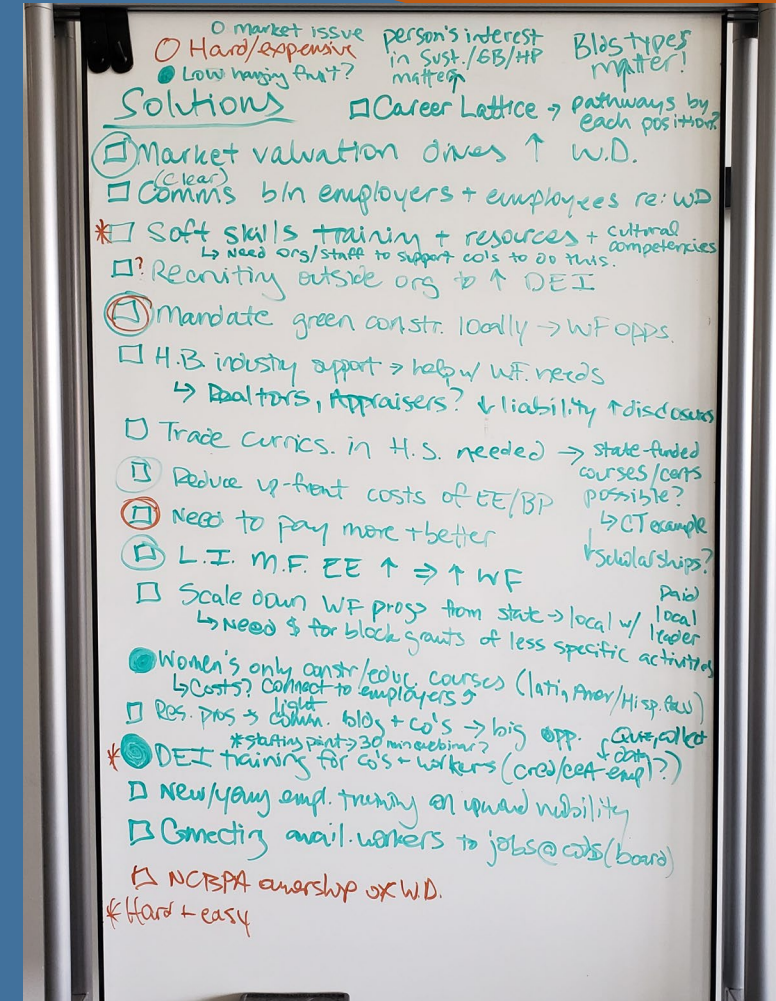 O market issue
O Hard/expensive
Low hanging fruit?
person's interest
in Sust./GB/HP
matters
Bldg types
matter!
Solutions
Career Lattice → pathways by
each position?
Market valuation drives ↑ W.D.
(Clear)
Comms b/n employers + employees re: WD
* Soft skills training + resources + cultural
competencies
↳ Need org/staff to support co's to do this.
? Recruiting outside org to ↑ DEI
Mandate green constr. locally → WF opps.
H.B. industry support → help w/ WF. needs
↳ Realtors, Appraisers? ↓ liability ↑ disclosures
Trade currics. in H.S. needed → state-funded
courses/certs
possible?
↳ CT example
↓ scholarships?
Reduce up-front costs of EE/BP
Need to pay more + better
L.I. M.F. EE ↑ ⇒ ↑ WF
Scale down WF progs from state → local w/
paid
local
leader
↳ Need $ for block grants of less specific activities
Women's only constr/educ. courses (Latin Amer/Hisp.
↳ Costs? Connect to employers
Res. pros → light
comm. bldg + co's → big opp.
Quiz, collect
↓ data
* starting point → 30 min webinar?
* DEI training for co's + workers (cred/cert empl?)
New/young empl. training on upward mobility
Connecting avail. workers to jobs @ co's (board)
NCBPA ownership of W.D.
* Hard + easy